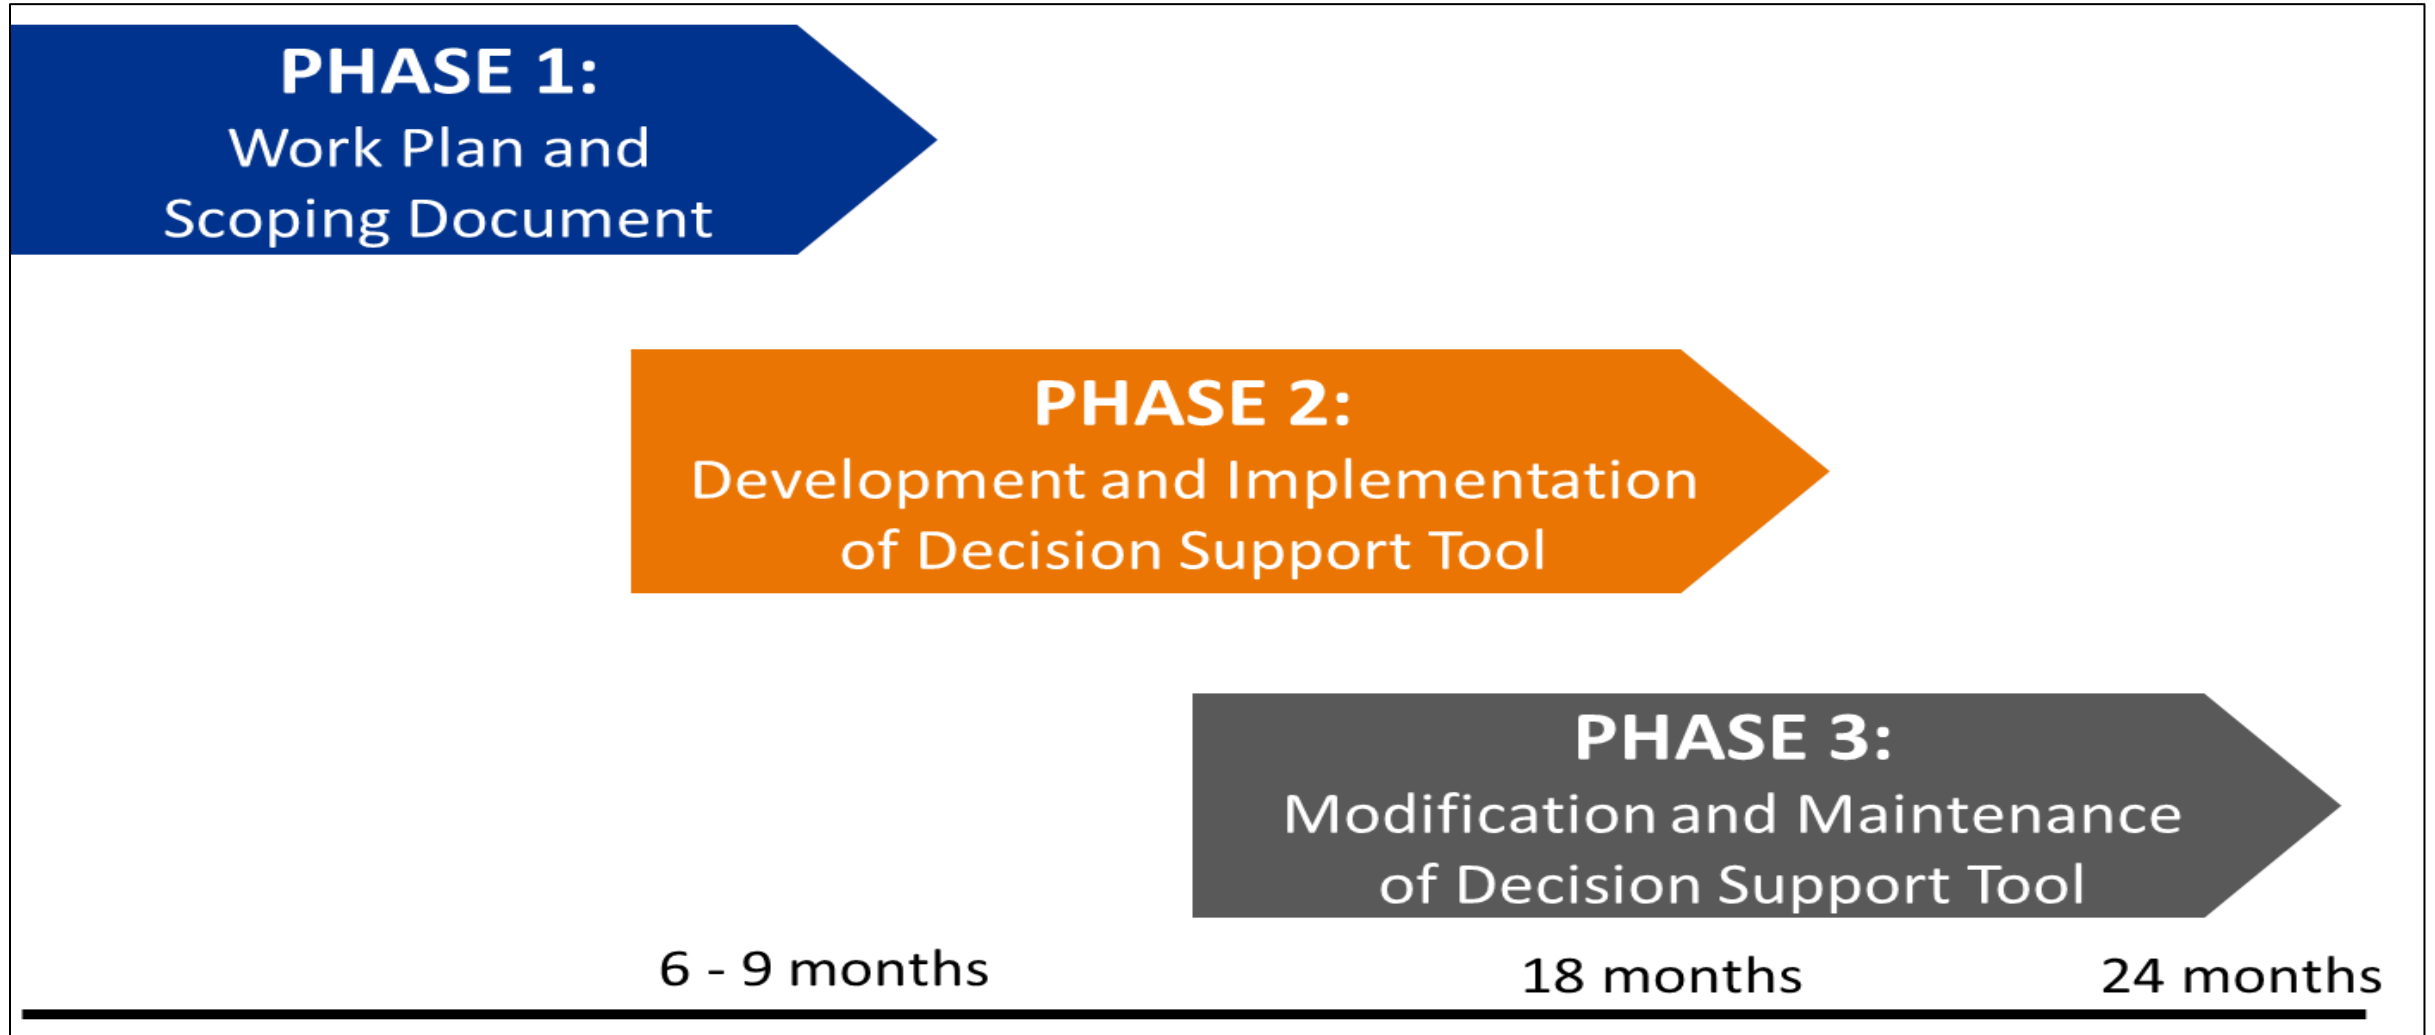 PHASE 1:
Work Plan and
Scoping Document
PHASE 2:
Development and Implementation
of Decision Support Tool
PHASE 3:
Modification and Maintenance
of Decision Support Tool
6 - 9 months
18 months
24 months